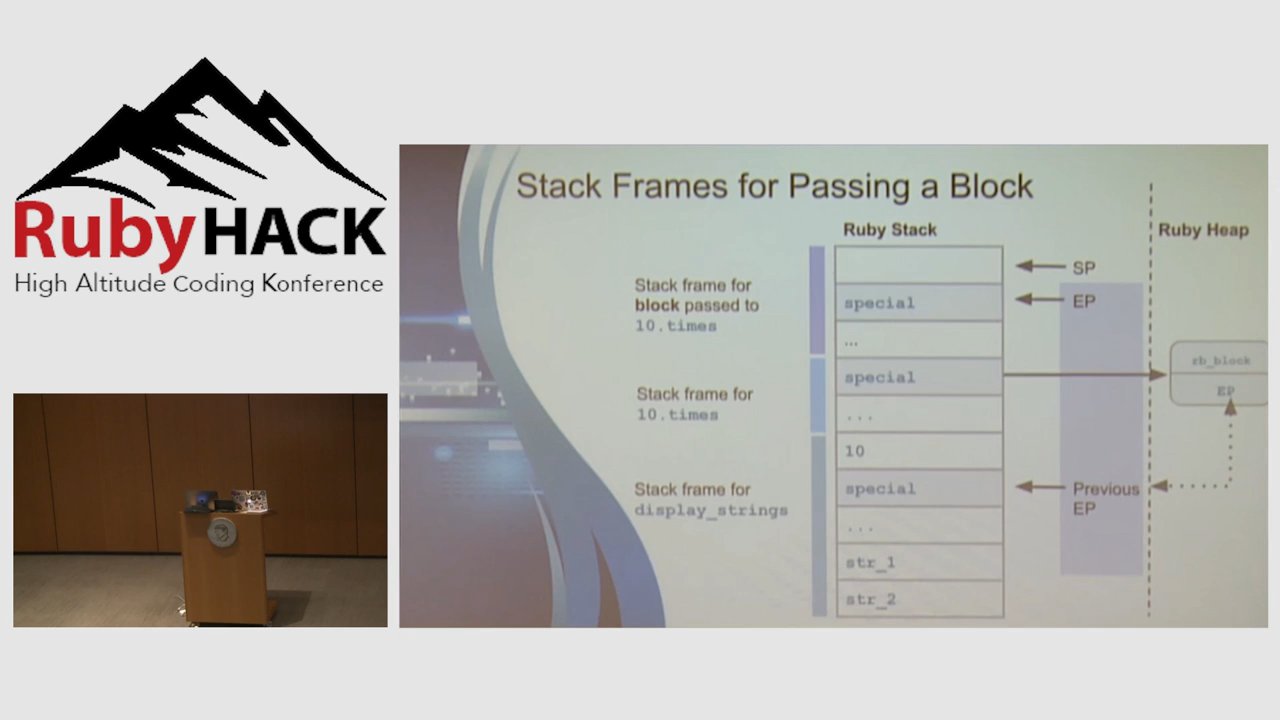 RubyHACK
High Altitude Coding Konference
Stack Frames for Passing a Block
Ruby Stack
Ruby Heap
Stack frame for
block passed to
10.times
SP
special
EP
...
Stack frame for
10.times
special
rb_block
EP
...
10
Stack frame for
display_strings
special
Previous
EP
...
str_1
str_2